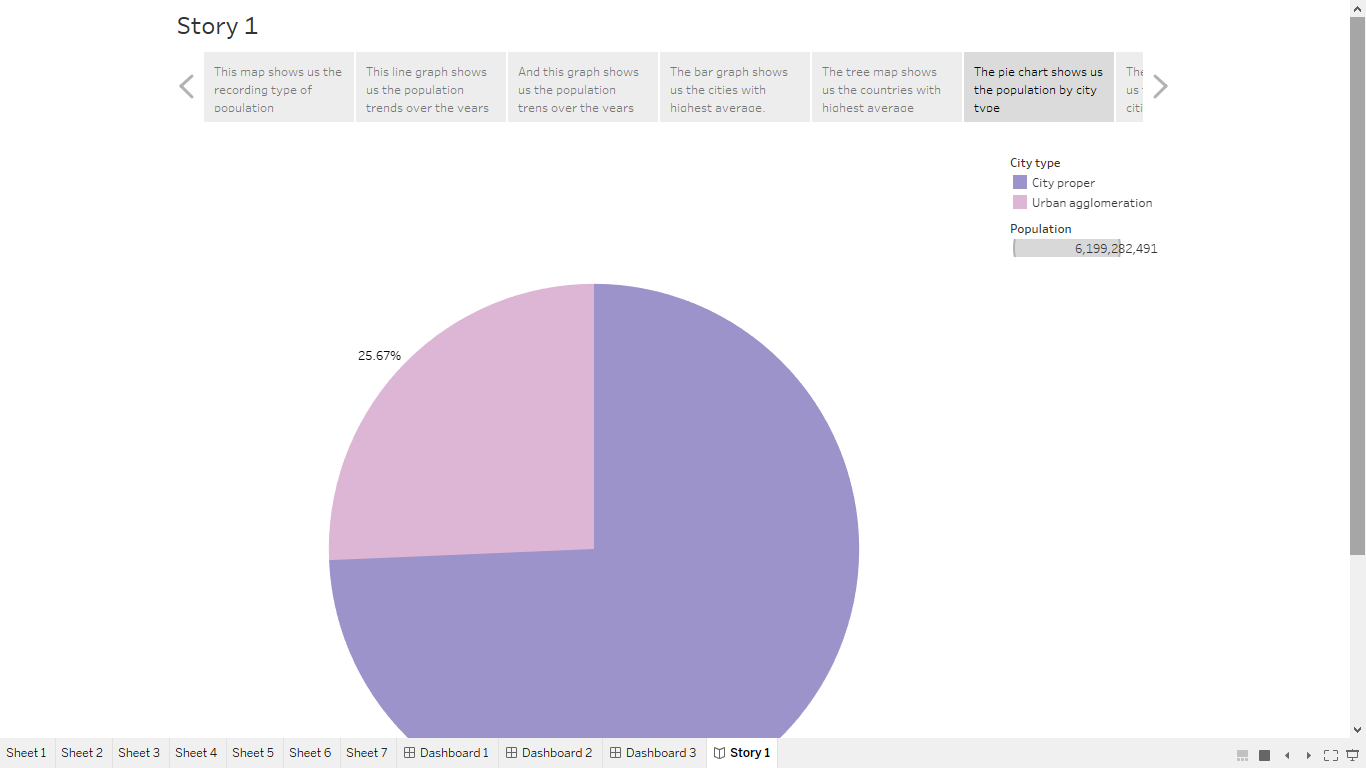 Story 1
This map shows us the
recording type of
population
This line graph shows
us the population
trends over the years
And this graph shows
us the population
trens over the years
The bar graph shows
us the cities with
highest average.
The tree map shows
us the countries with
highest average
The pie chart shows us
the population by city
type
The
us
citi
City type
City proper
Urban agglomeration
Population
6,199,282,491
25.67%
Sheet 1 Sheet 2 Sheet 3 Sheet 4 Sheet 5 Sheet 6 Sheet 7 Dashboard 1 Dashboard 2 Dashboard 3 Story 1